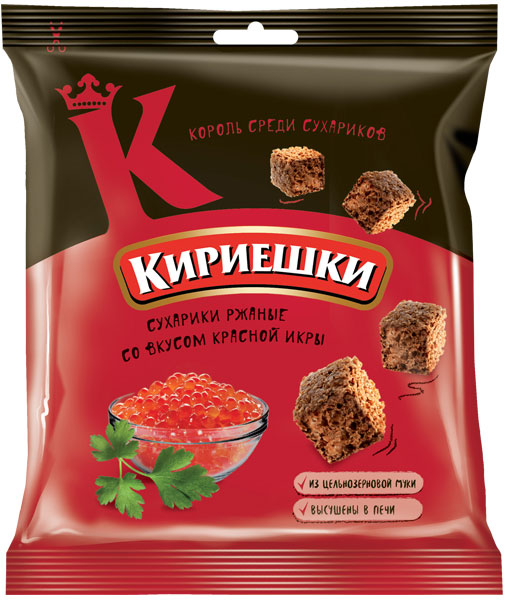 К
КОРОЛЬ СРЕДИ СУХАРИКОВ
КИРИЕШКИ
СУХАРИКИ РЖАНЫЕ
СО ВКУСОМ КРАСНОЙ ИКРЫ
ИЗ ЦЕЛЬНОЗЕРНОВОЙ МУКИ
ВЫСУШЕНЫ В ПЕЧИ